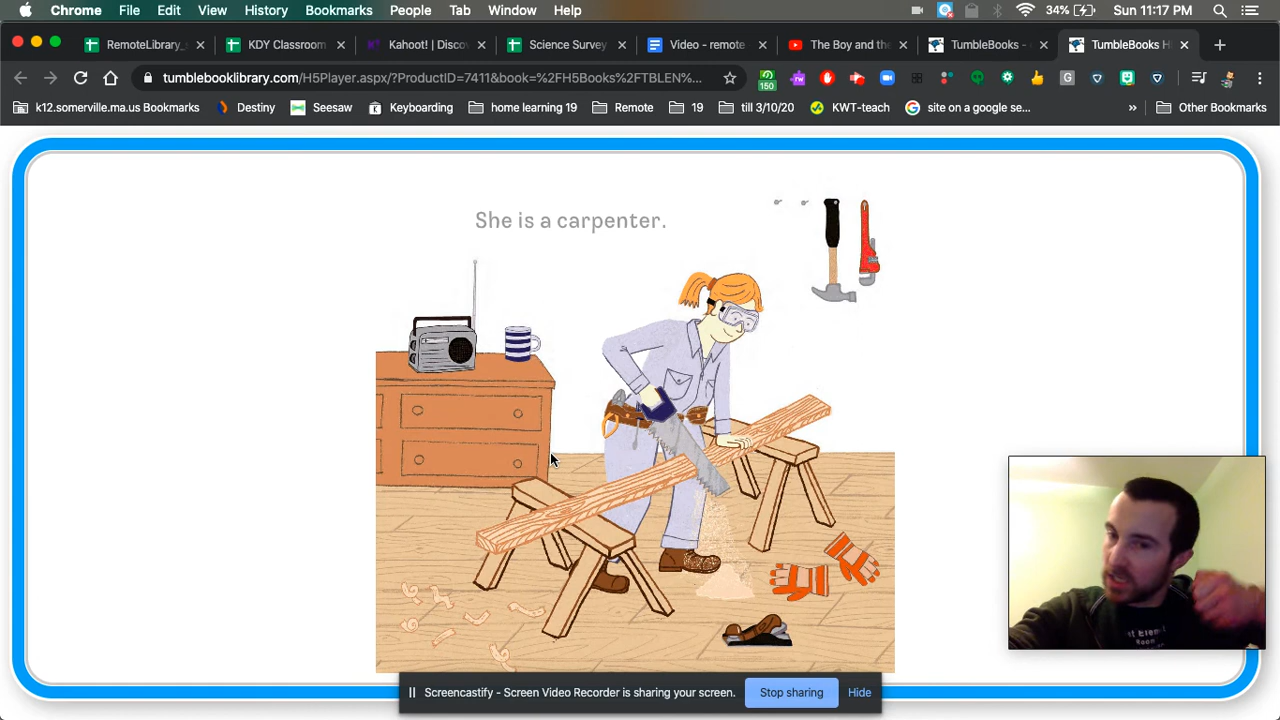 Chrome File Edit View History Bookmarks People Tab Window Help 34% Sun 11:17 PM
RemoteLibrary_ KDY Classroom Kahoot! | Disco Science Survey Video - remote The Boy and the TumbleBooks - TumbleBooks H
tumblebooklibrary.com/H5Player.aspx/?ProductID=7411&book=%2FH5Books%2FTBLEN%... 150
k12.somerville.ma.us Bookmarks Destiny Seesaw Keyboarding home learning 19 Remote 19 till 3/10/20 KWT-teach site on a google se... » Other Bookmarks
She is a carpenter.
Room
Screencastify - Screen Video Recorder is sharing your screen. Stop sharing Hide